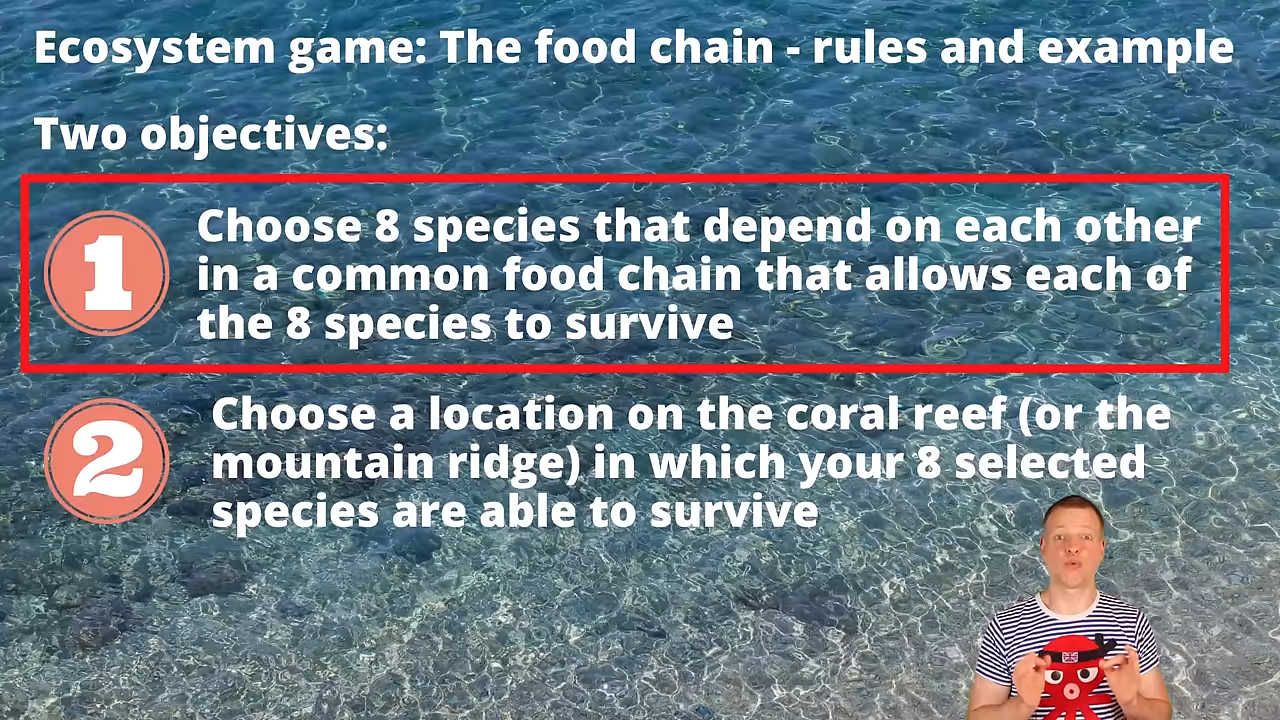 Ecosystem game: The food chain - rules and example
Two objectives:
1
Choose 8 species that depend on each other
in a common food chain that allows each of
the 8 species to survive
2
Choose a location on the coral reef (or the
mountain ridge) in which your 8 selected
species are able to survive